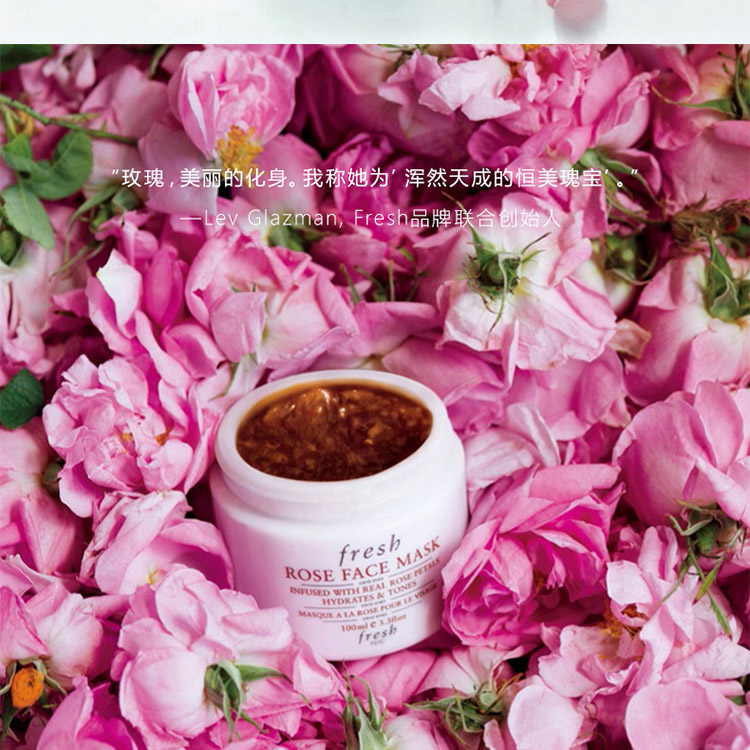 “玫瑰，美丽的化身。我称她为‘浑然天成的恒美瑰宝’。”
—Lev Glazman, Fresh品牌联合创始人
fresh
ROSE FACE MASK
INFUSED WITH REAL ROSE PETALS
HYDRATES & TONES
MASQUE A LA ROSE POUR LE VISAGE
100ml e 3.3fl oz
fresh